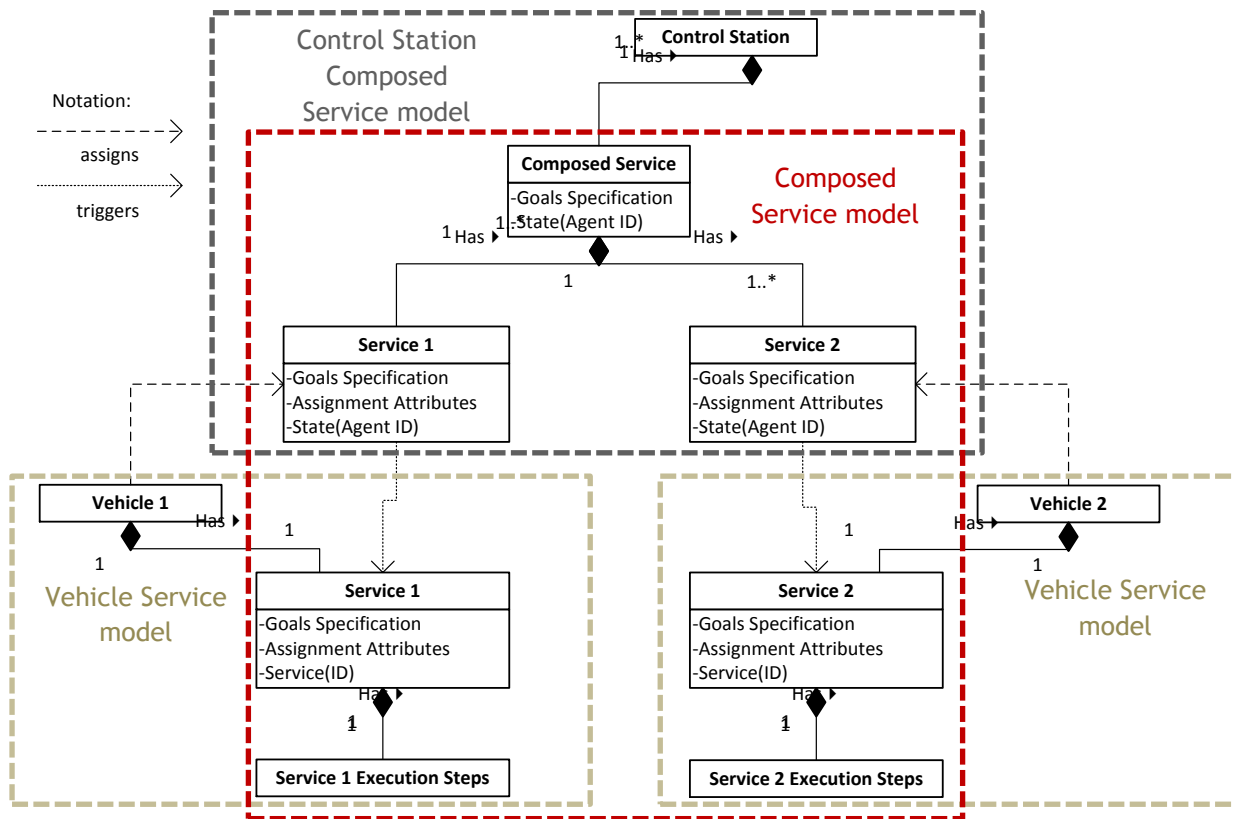 Control Station
Composed
Service model
Control Station
1..*
1
Has
Notation:
assigns
triggers
Composed Service
-Goals Specification
-State(Agent ID)
Composed
Service model
1
Has
1..*
Has
1
1..*
Service 1
-Goals Specification
-Assignment Attributes
-State(Agent ID)
Service 2
-Goals Specification
-Assignment Attributes
-State(Agent ID)
Vehicle 1
Has
1
1
Vehicle 2
Has
1
1
Vehicle Service
model
Service 1
-Goals Specification
-Assignment Attributes
-Service(ID)
Has
1
1
Service 1 Execution Steps
Service 2
-Goals Specification
-Assignment Attributes
-Service(ID)
Has
1
1
Service 2 Execution Steps
Vehicle Service
model